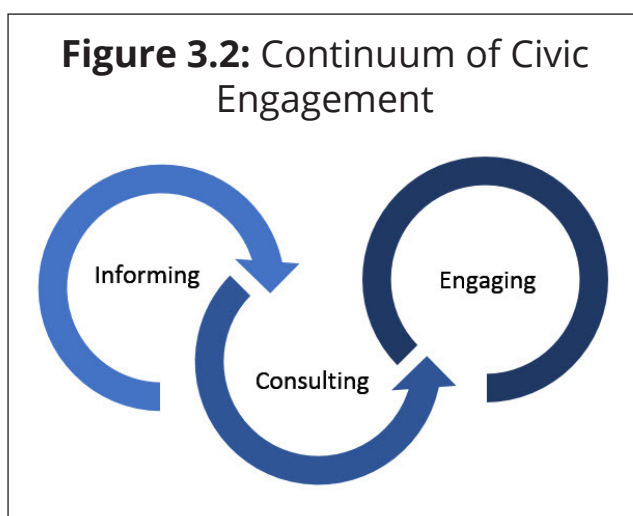 Figure 3.2: Continuum of Civic
Engagement
Informing
Consulting
Engaging